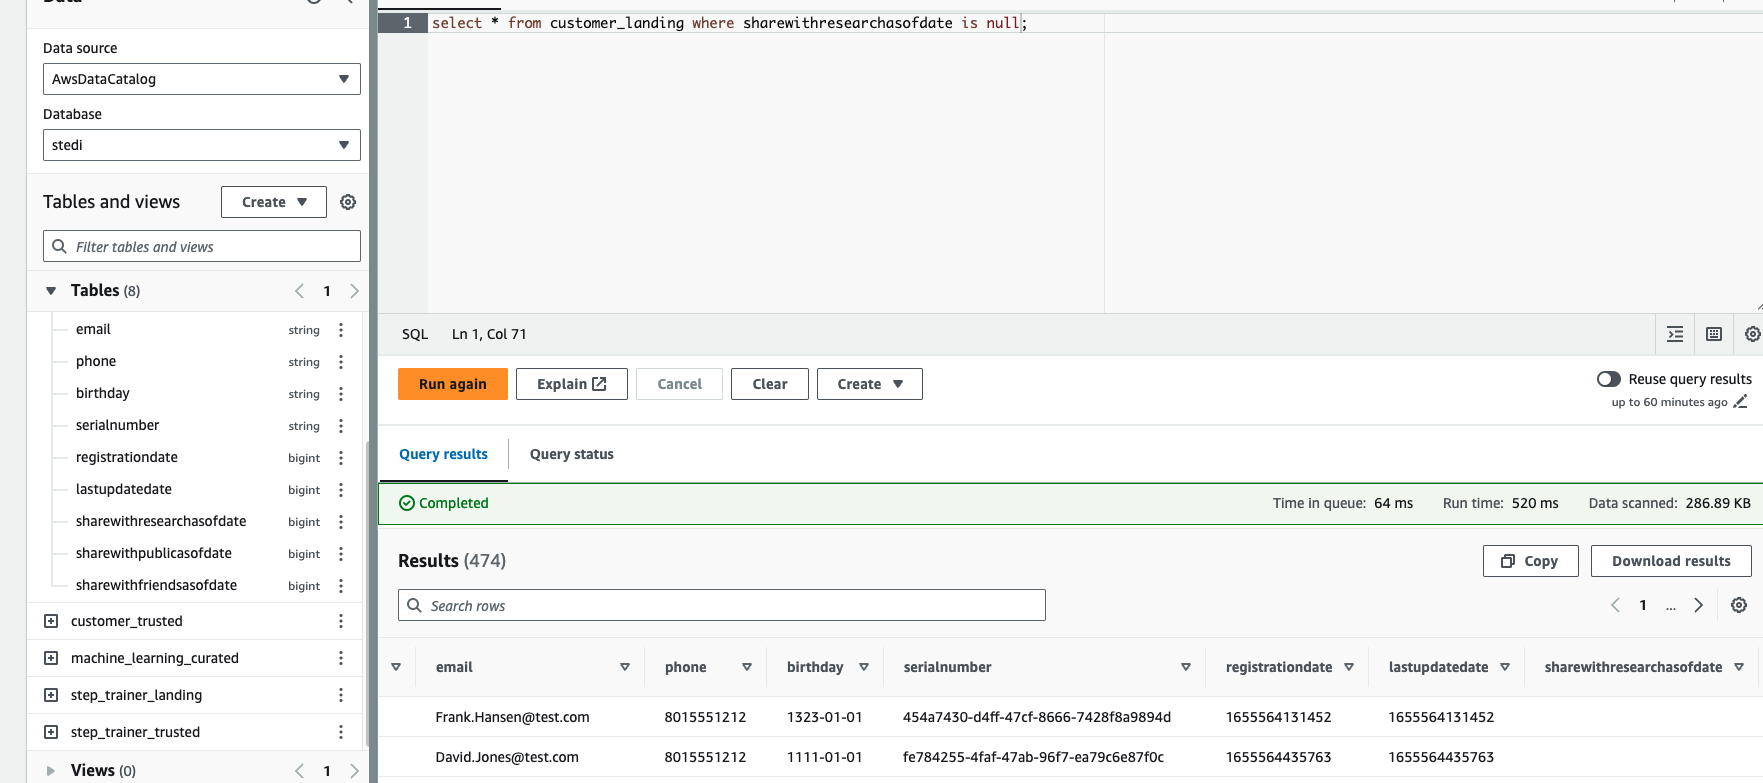 Data
Data source
AwsDataCatalog
Database
stedi
Tables and views
Create
Filter tables and views
Tables (8)
1
email string
phone string
birthday string
serialnumber string
registrationdate bigint
lastupdatedate bigint
sharewithresearchasofdate bigint
sharewithpublicasofdate bigint
sharewithfriendsasofdate bigint
customer_trusted
machine_learning_curated
step_trainer_landing
step_trainer_trusted
Views (0)
1
1 select * from customer_landing where sharewithresearchasofdate is null;
SQL Ln 1, Col 71
Run again Explain Cancel Clear Create
Reuse query results
up to 60 minutes ago
Query results Query status
Completed Time in queue: 64 ms Run time: 520 ms Data scanned: 286.89 KB
Results (474)
Copy Download results
Search rows
1 ...
email phone birthday serialnumber registrationdate lastupdatedate sharewithresearchasofdate
Frank.Hansen@test.com 8015551212 1323-01-01 454a7430-d4ff-47cf-8666-7428f8a9894d 1655564131452 1655564131452
David.Jones@test.com 8015551212 1111-01-01 fe784255-4faf-47ab-96f7-ea79c6e87f0c 1655564435763 1655564435763